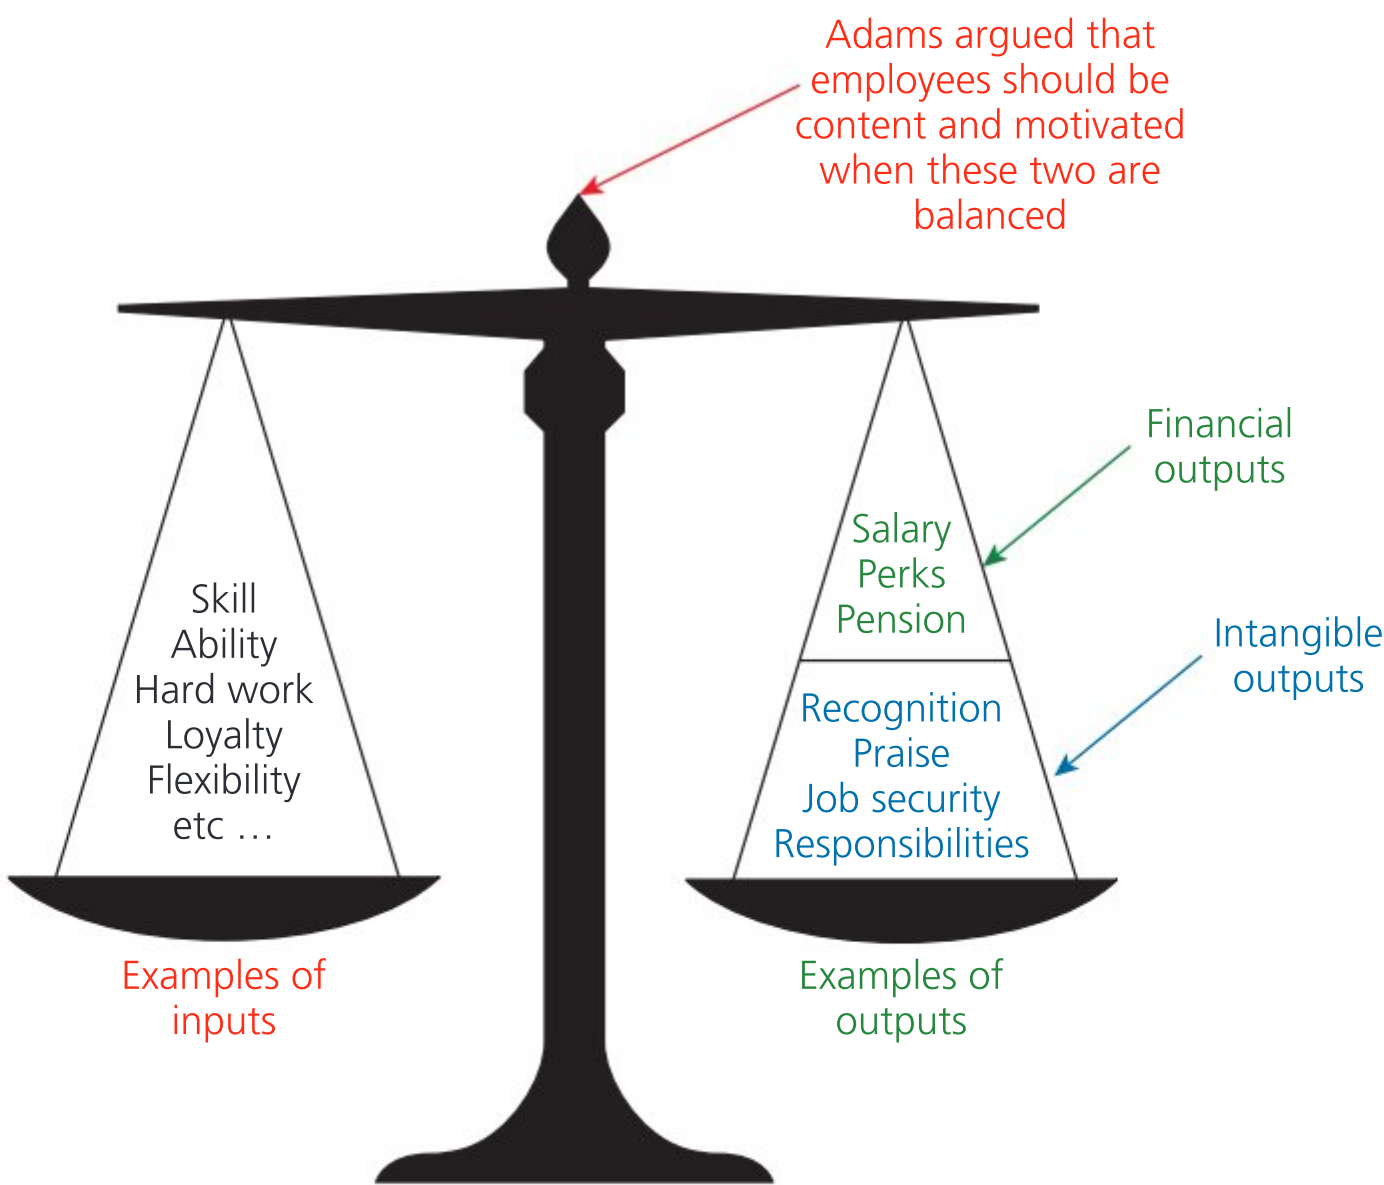 Adams argued that
employees should be
content and motivated
when these two are
balanced
Skill
Ability
Hard work
Loyalty
Flexibility
etc …
Examples of
inputs
Financial
outputs
Salary
Perks
Pension
Intangible
outputs
Recognition
Praise
Job security
Responsibilities
Examples of
outputs